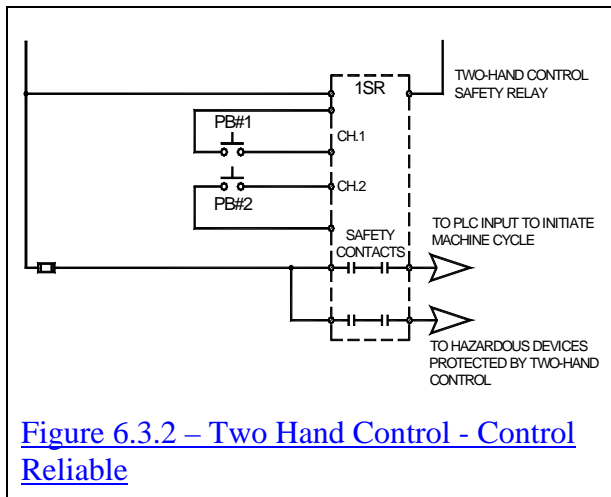 1SR
TWO-HAND CONTROL
SAFETY RELAY
PB#1
CH.1
CH.2
PB#2
SAFETY
CONTACTS
TO PLC INPUT TO INITIATE
MACHINE CYCLE
TO HAZARDOUS DEVICES
PROTECTED BY TWO-HAND
CONTROL
Figure 6.3.2 – Two Hand Control - Control
Reliable